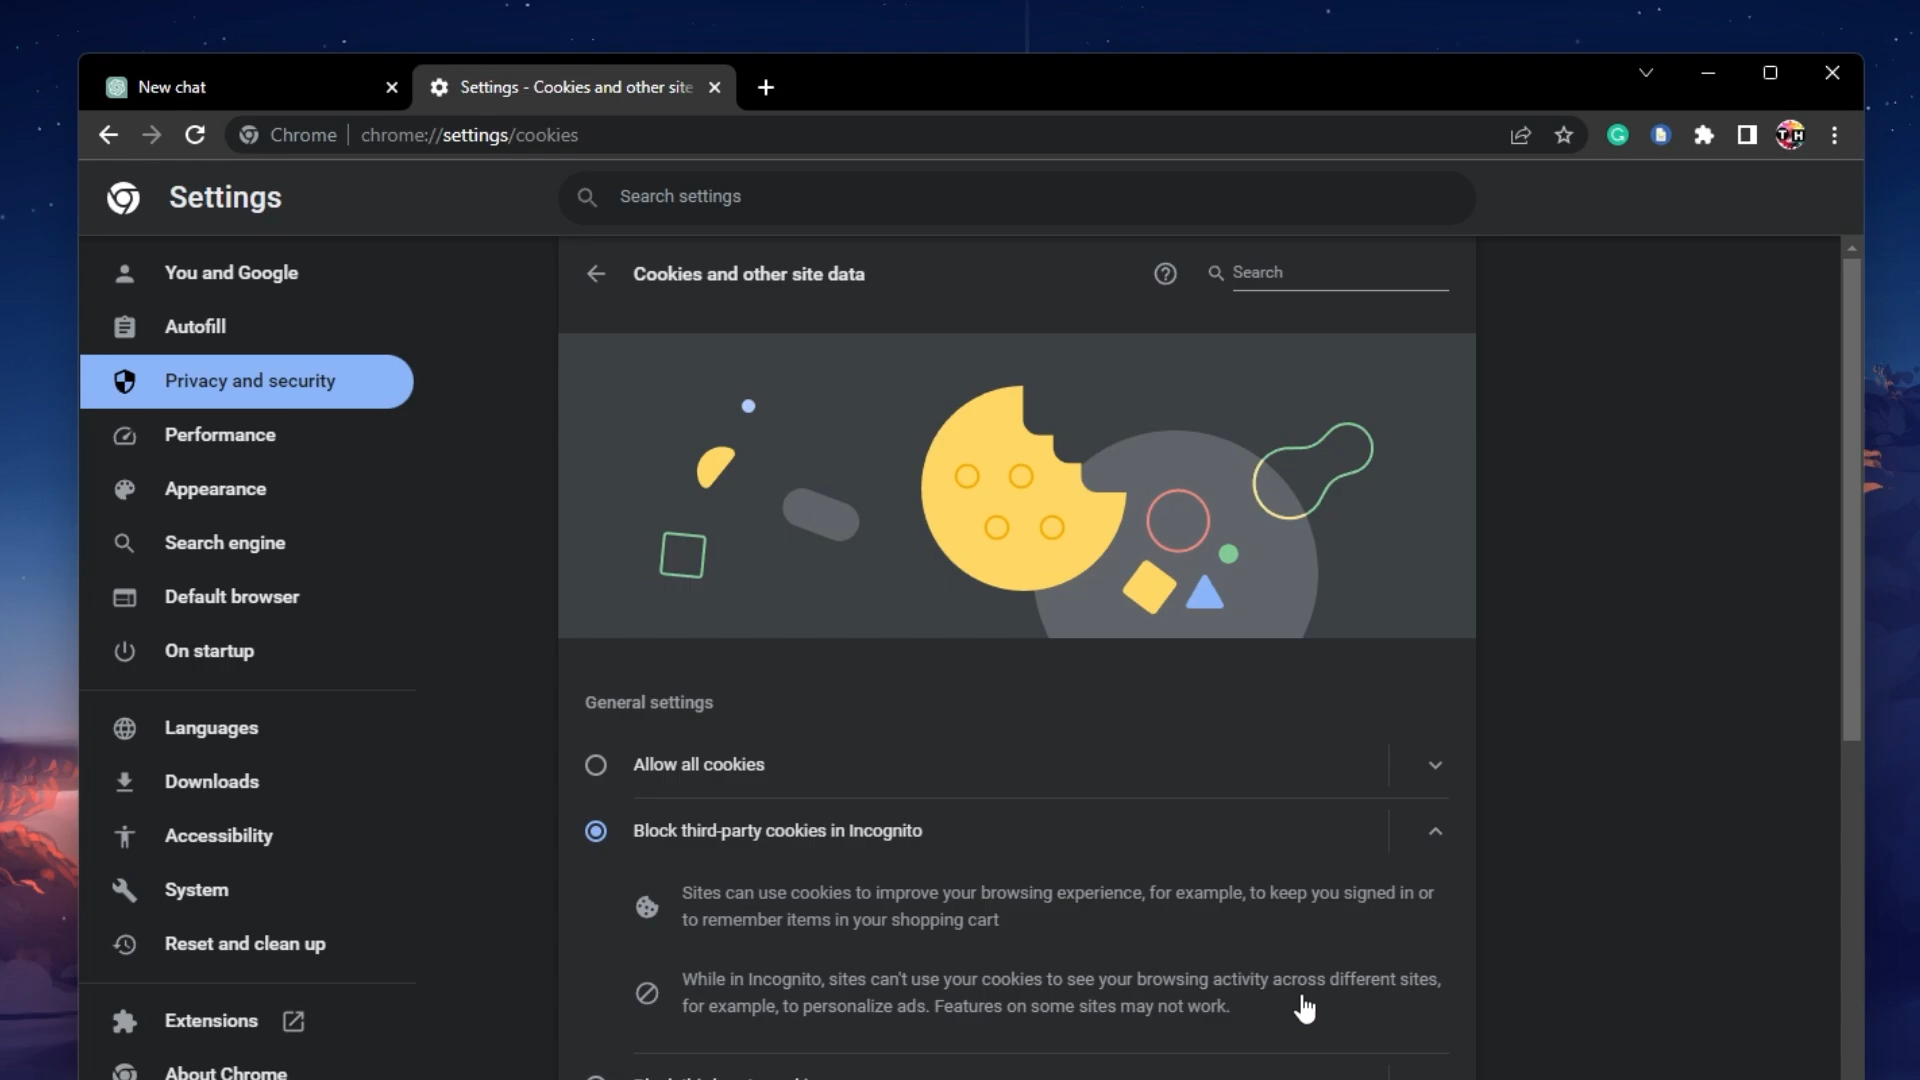 New chat
Settings - Cookies and other site
Chrome
chrome://settings/cookies
Settings
Search settings
You and Google
Autofill
Privacy and security
Performance
Appearance
Search engine
Default browser
On startup
Languages
Downloads
Accessibility
System
Reset and clean up
Extensions
About Chrome
Cookies and other site data
Search
General settings
Allow all cookies
Block third-party cookies in Incognito
Sites can use cookies to improve your browsing experience, for example, to keep you signed in or
to remember items in your shopping cart
While in Incognito, sites can't use your cookies to see your browsing activity across different sites,
for example, to personalize ads. Features on some sites may not work.